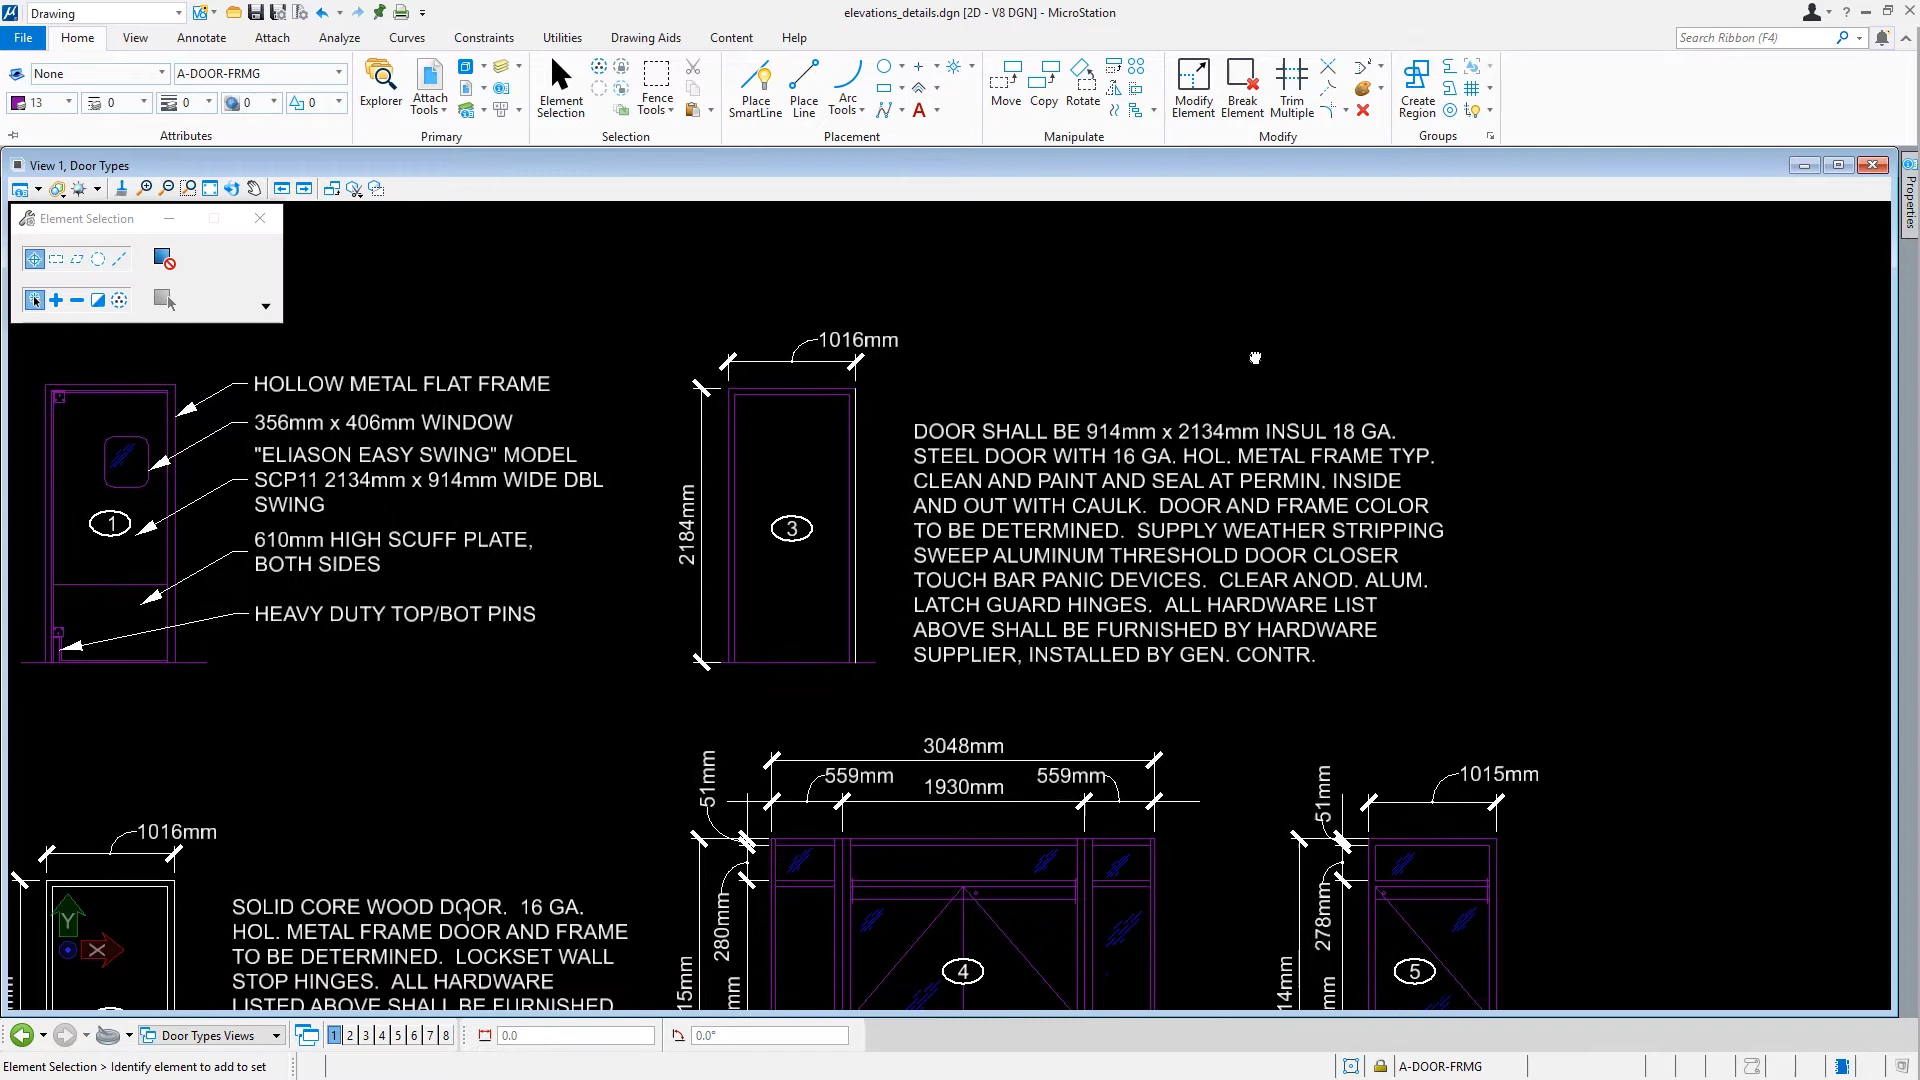 Drawing
elevations_details.dgn [2D - V8 DGN] - MicroStation
File Home View Annotate Attach Analyze Curves Constraints Utilities Drawing Aids Content Help
Search Ribbon (F4)
None
A-DOOR-FRMG
13 0 0 0 0
Explorer
Attach Tools
Element Selection
Fence Tools
Place SmartLine
Place Line
Arc Tools
Move
Copy
Rotate
Modify Element
Break Element
Trim Multiple
Create Region
Attributes Primary Selection Placement Manipulate Modify Groups
View 1, Door Types
Properties
Element Selection
HOLLOW METAL FLAT FRAME
356mm x 406mm WINDOW
"ELIASON EASY SWING" MODEL
SCP11 2134mm x 914mm WIDE DBL
SWING
1
610mm HIGH SCUFF PLATE,
BOTH SIDES
HEAVY DUTY TOP/BOT PINS
1016mm
2184mm
3
DOOR SHALL BE 914mm x 2134mm INSUL 18 GA.
STEEL DOOR WITH 16 GA. HOL. METAL FRAME TYP.
CLEAN AND PAINT AND SEAL AT PERMIN. INSIDE
AND OUT WITH CAULK.  DOOR AND FRAME COLOR
TO BE DETERMINED.  SUPPLY WEATHER STRIPPING
SWEEP ALUMINUM THRESHOLD DOOR CLOSER
TOUCH BAR PANIC DEVICES.  CLEAR ANOD. ALUM.
LATCH GUARD HINGES.  ALL HARDWARE LIST
ABOVE SHALL BE FURNISHED BY HARDWARE
SUPPLIER, INSTALLED BY GEN. CONTR.
1016mm
Y
X
SOLID CORE WOOD DOOR.  16 GA.
HOL. METAL FRAME DOOR AND FRAME
TO BE DETERMINED.  LOCKSET WALL
STOP HINGES.  ALL HARDWARE
LISTED ABOVE SHALL BE FURNISHED
3048mm
559mm
1930mm
559mm
51mm
280mm
4
1015mm
51mm
278mm
5
Door Types Views
1 2 3 4 5 6 7 8
0.0
0.0°
Element Selection > Identify element to add to set
A-DOOR-FRMG